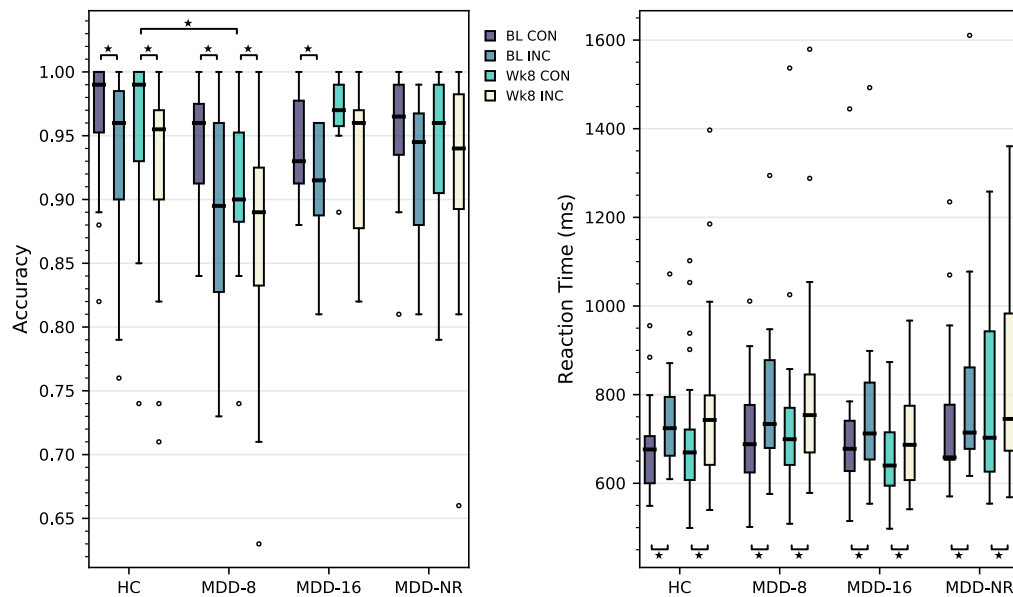 BL CON
BL INC
Wk8 CON
Wk8 INC
Accuracy
1.00
0.95
0.90
0.85
0.80
0.75
0.70
0.65
HC
MDD-8
MDD-16
MDD-NR
Reaction Time (ms)
1600
1400
1200
1000
800
600
HC
MDD-8
MDD-16
MDD-NR